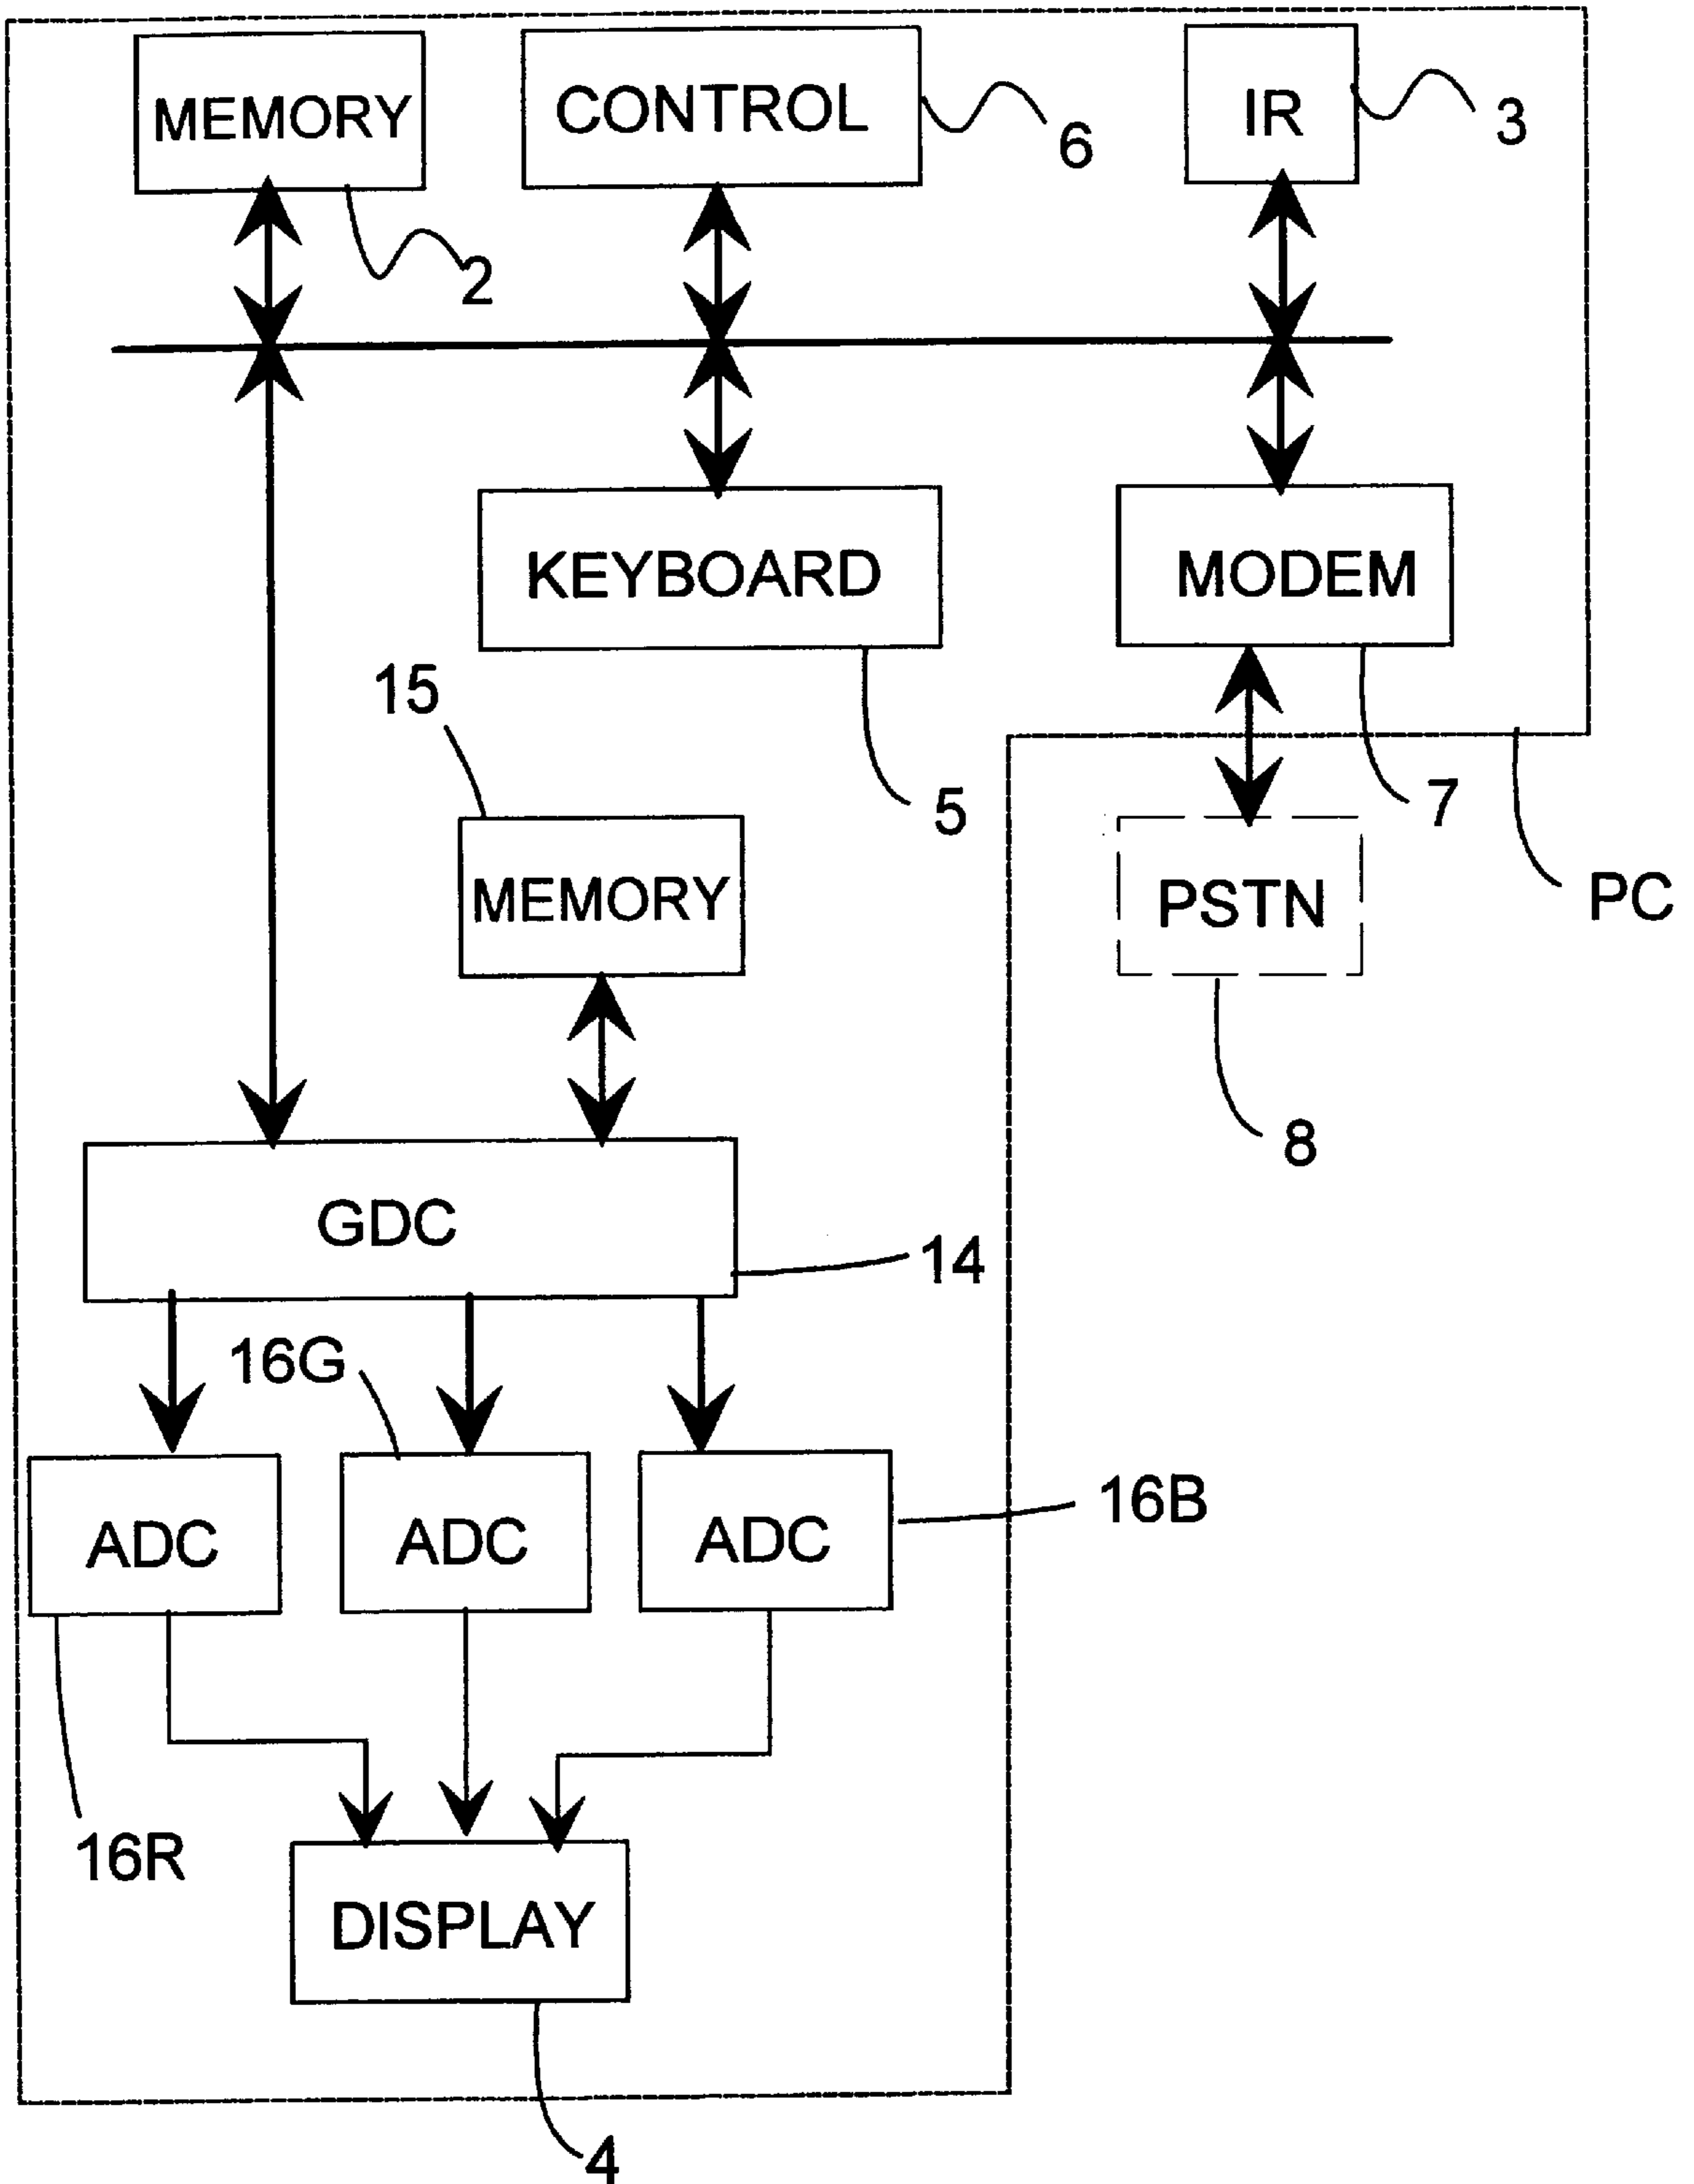 MEMORY
CONTROL
IR
3
6
2
KEYBOARD
MODEM
15
5
7
MEMORY
PSTN
PC
8
GDC
14
16G
ADC
ADC
ADC
16B
16R
DISPLAY
4